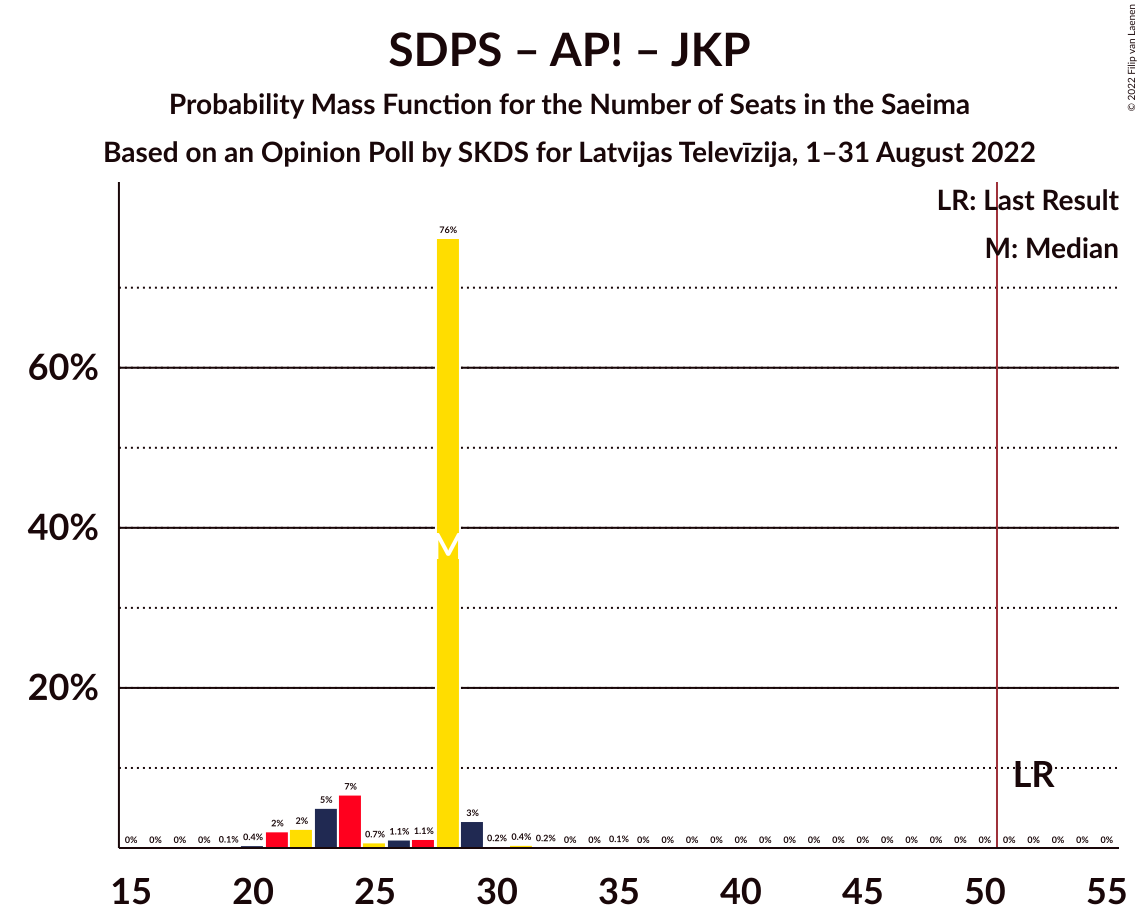 SDPS – AP! – JKP
Probability Mass Function for the Number of Seats in the Saeima
Based on an Opinion Poll by SKDS for Latvijas Televīzija, 1–31 August 2022
© 2022 Filip van Laenen
LR: Last Result
M: Median
60%
40%
20%
M
LR
0% 0% 0% 0% 0.1% 0.4% 2% 2% 5% 7% 0.7% 1.1% 1.1% 76% 3% 0.2% 0.4% 0.2% 0% 0% 0.1% 0% 0% 0% 0% 0% 0% 0% 0% 0% 0% 0% 0% 0% 0% 0% 0% 0% 0% 0% 0%
15 20 25 30 35 40 45 50 55